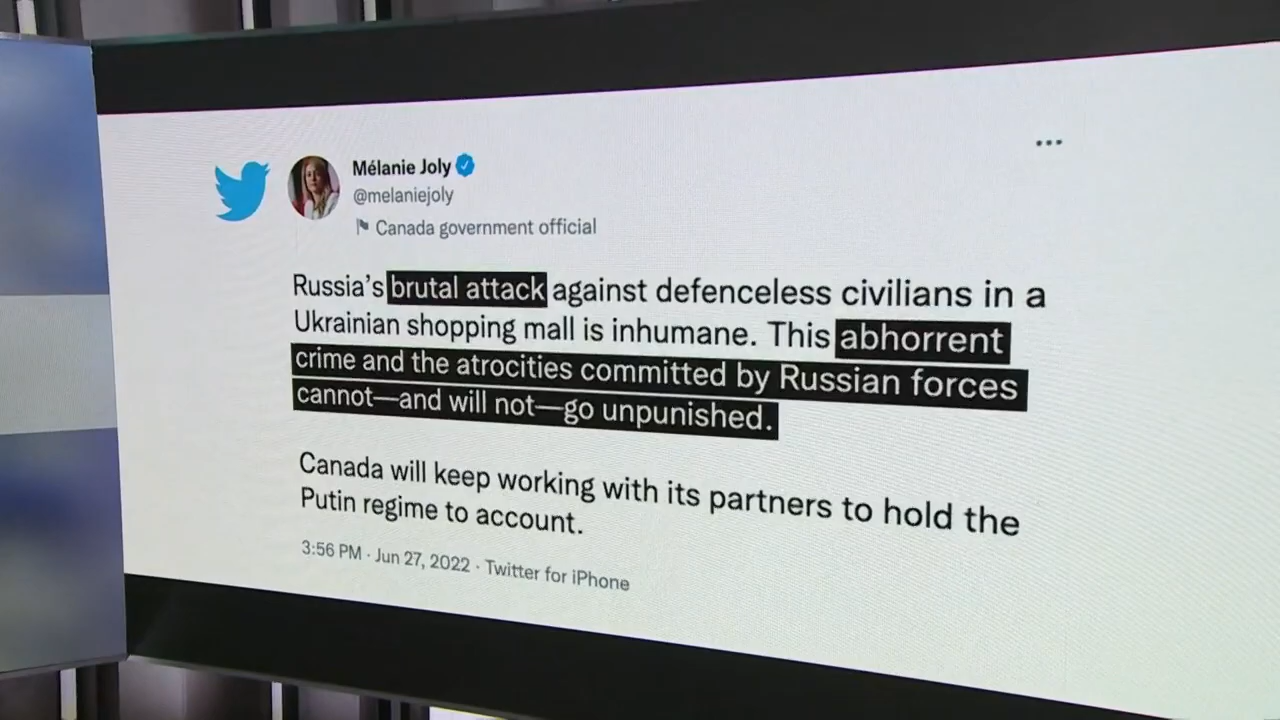 Mélanie Joly
@melaniejoly
Canada government official
Russia's brutal attack against defenceless civilians in a
Ukrainian shopping mall is inhumane. This abhorrent
crime and the atrocities committed by Russian forces
cannot—and will not—go unpunished.
Canada will keep working with its partners to hold the
Putin regime to account.
3:56 PM · Jun 27, 2022 · Twitter for iPhone